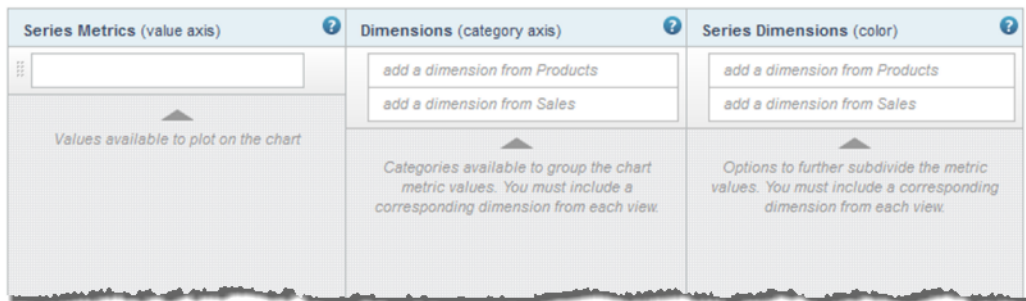 Series Metrics (value axis) ?
Values available to plot on the chart
Dimensions (category axis) ?
add a dimension from Products
add a dimension from Sales
Categories available to group the chart
metric values. You must include a
corresponding dimension from each view.
Series Dimensions (color) ?
add a dimension from Products
add a dimension from Sales
Options to further subdivide the metric
values. You must include a corresponding
dimension from each view.